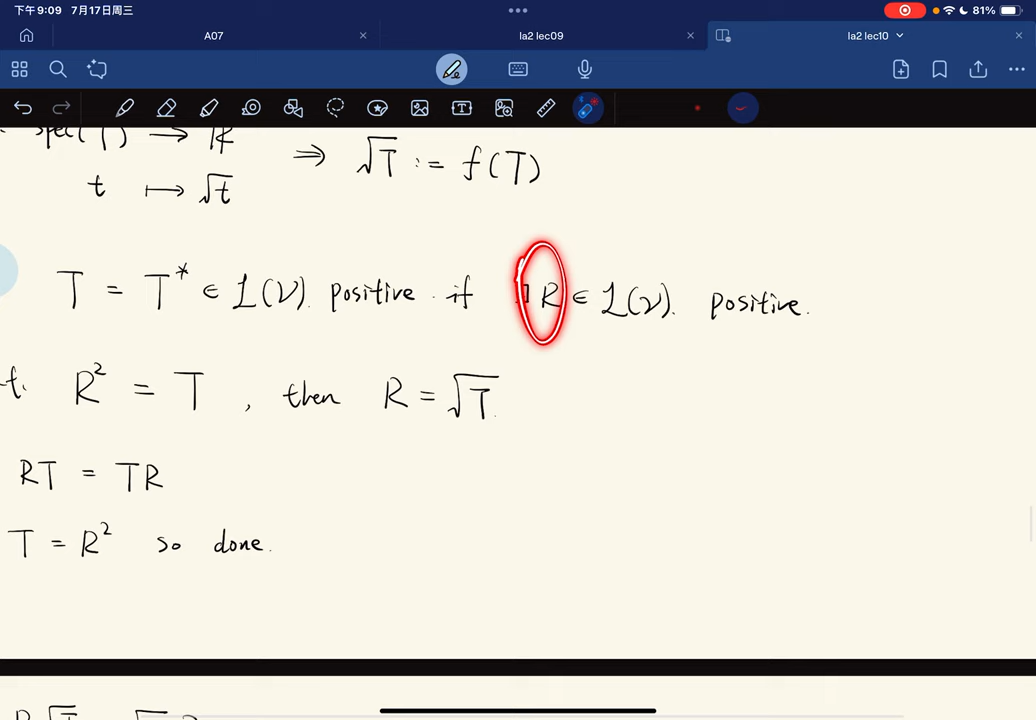 下午9:09 7月17日周三
81%
A07
la2 lec09
la2 lec10
spec(T) → ℝ
⇒ √T := f(T)
t ↦ √t
T = T* ∈ L(V). positive. if ∃ R ∈ L(V). positive.
t. R² = T, then R = √T.
RT = TR
T = R² so done.